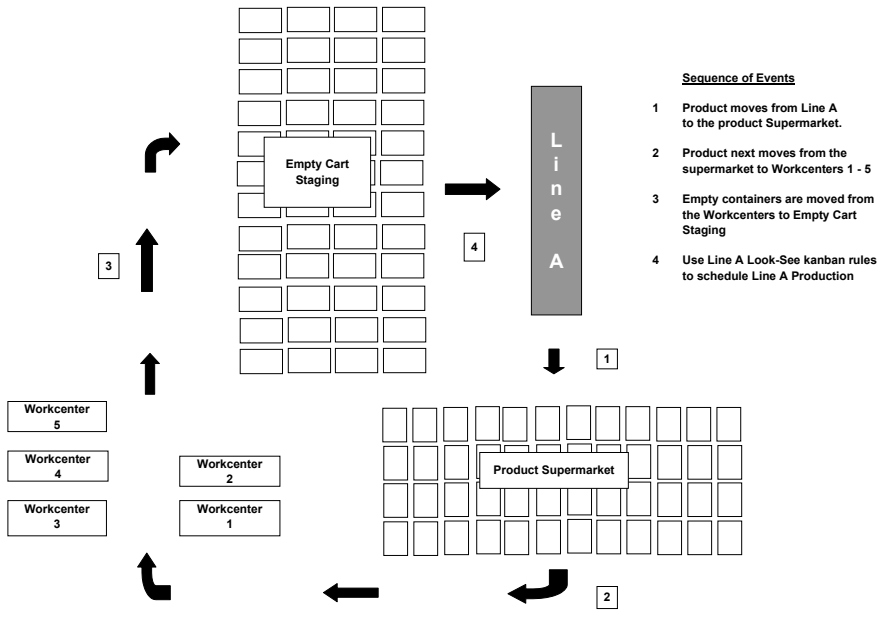 Empty Cart
Staging
L
i
n
e
A
Sequence of Events
1 Product moves from Line A
to the product Supermarket.
2 Product next moves from the
supermarket to Workcenters 1 - 5
3 Empty containers are moved from
the Workcenters to Empty Cart
Staging
4 Use Line A Look-See kanban rules
to schedule Line A Production
4
3
1
Workcenter
5
Workcenter
4
Workcenter
3
Workcenter
2
Workcenter
1
Product Supermarket
2